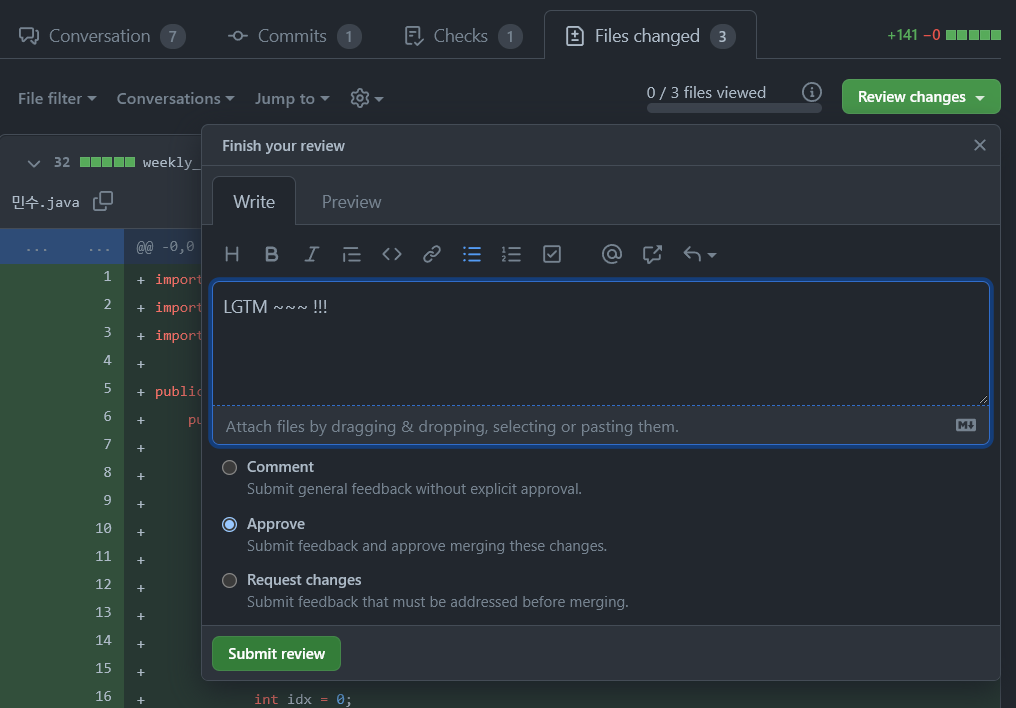 Conversation 7 Commits 1 Checks 1 Files changed 3 +141 −0
File filter Conversations Jump to 0 / 3 files viewed Review changes
Finish your review
32 weekly_
민수.java
Write Preview
... ... @@ -0,0
LGTM ~~~ !!!
Attach files by dragging & dropping, selecting or pasting them.
Comment
Submit general feedback without explicit approval.
Approve
Submit feedback and approve merging these changes.
Request changes
Submit feedback that must be addressed before merging.
Submit review
1 + import
2 + import
3 + import
4 +
5 + public
6 + pu
7 +
8 +
9 +
10 +
11 +
12 +
13 +
14 +
15 +
16 + int idx = 0;